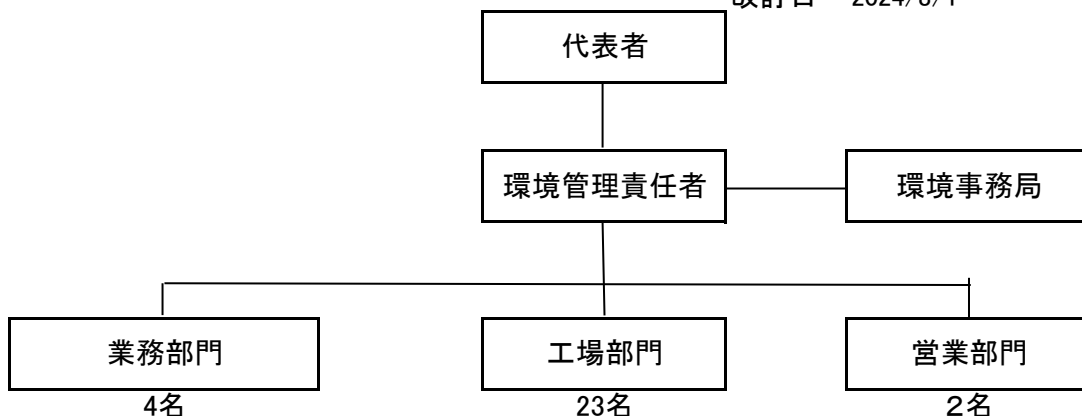 代表者
環境管理責任者
環境事務局
業務部門
工場部門
営業部門
4名
23名
２名